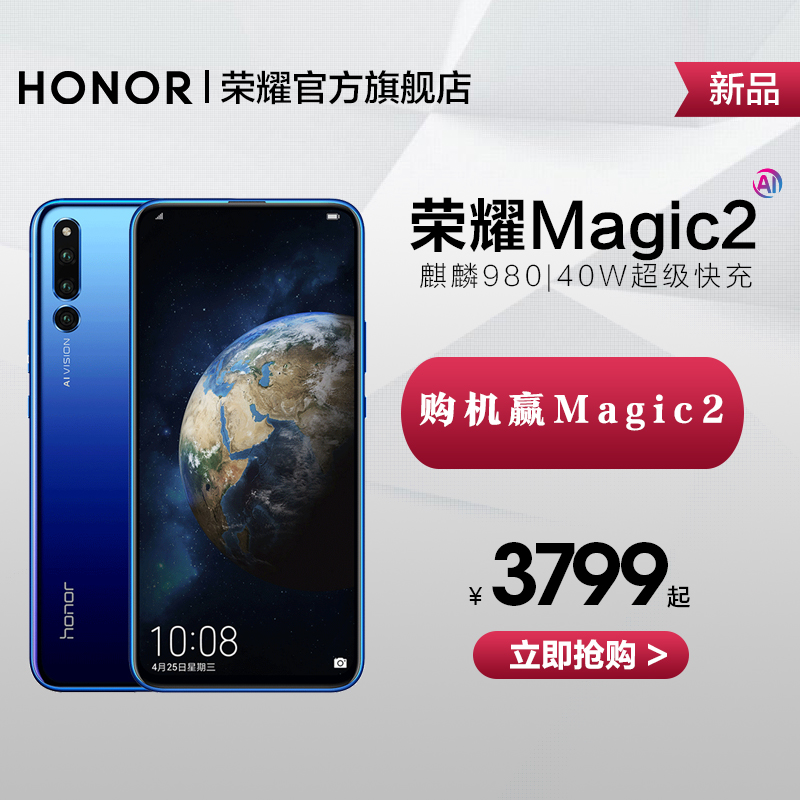 HONOR | 荣耀官方旗舰店
新品
荣耀Magic2
AI
麒麟980|40W超级快充
购机赢Magic2
¥3799起
立即抢购 >
AI VISION
honor
10:08
4月25日星期三